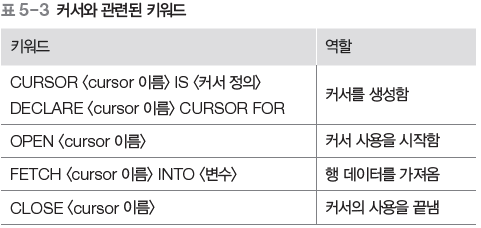 표 5-3 커서와 관련된 키워드
키워드 역할
CURSOR <cursor 이름> IS <커서 정의>
DECLARE <cursor 이름> CURSOR FOR
커서를 생성함
OPEN <cursor 이름> 커서 사용을 시작함
FETCH <cursor 이름> INTO <변수> 행 데이터를 가져옴
CLOSE <cursor 이름> 커서의 사용을 끝냄